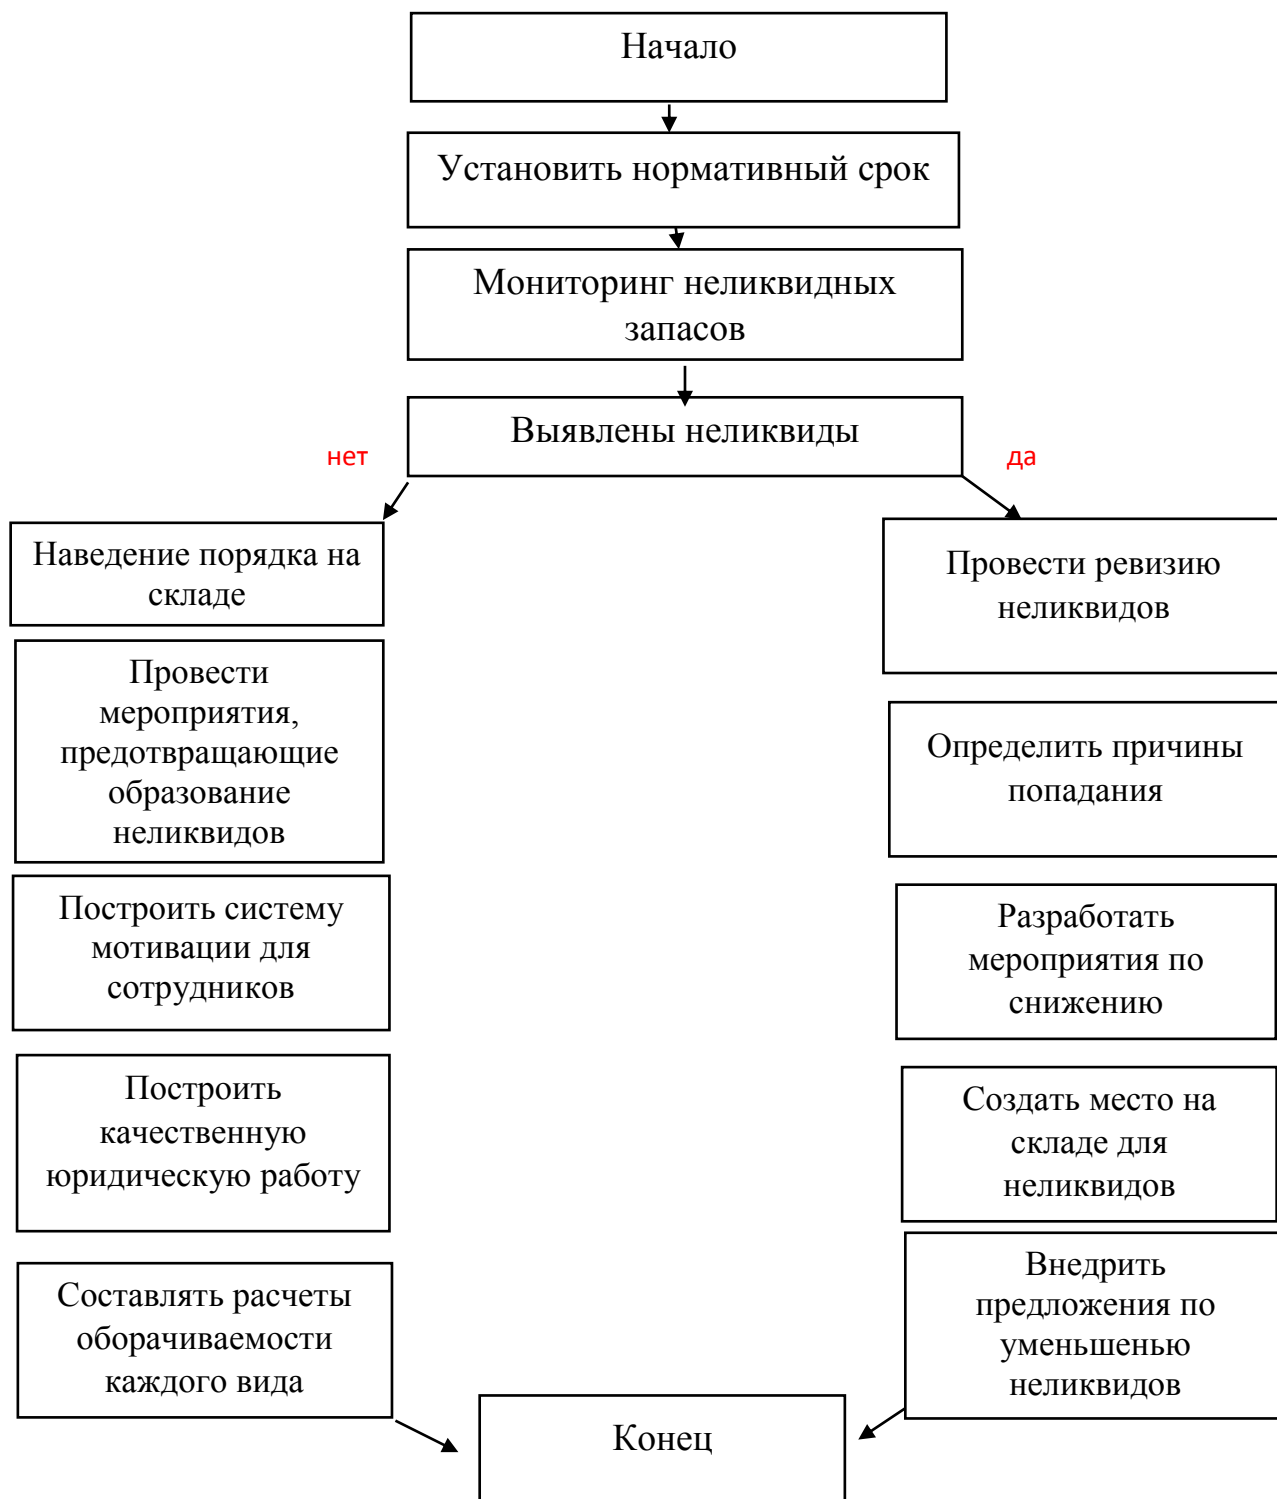 Начало
Установить нормативный срок
Мониторинг неликвидных
запасов
Выявлены неликвиды
нет
да
Наведение порядка на
складе
Провести
мероприятия,
предотвращающие
образование
неликвидов
Построить систему
мотивации для
сотрудников
Построить
качественную
юридическую работу
Составлять расчеты
оборачиваемости
каждого вида
Провести ревизию
неликвидов
Определить причины
попадания
Разработать
мероприятия по
снижению
Создать место на
складе для
неликвидов
Внедрить
предложения по
уменьшенью
неликвидов
Конец